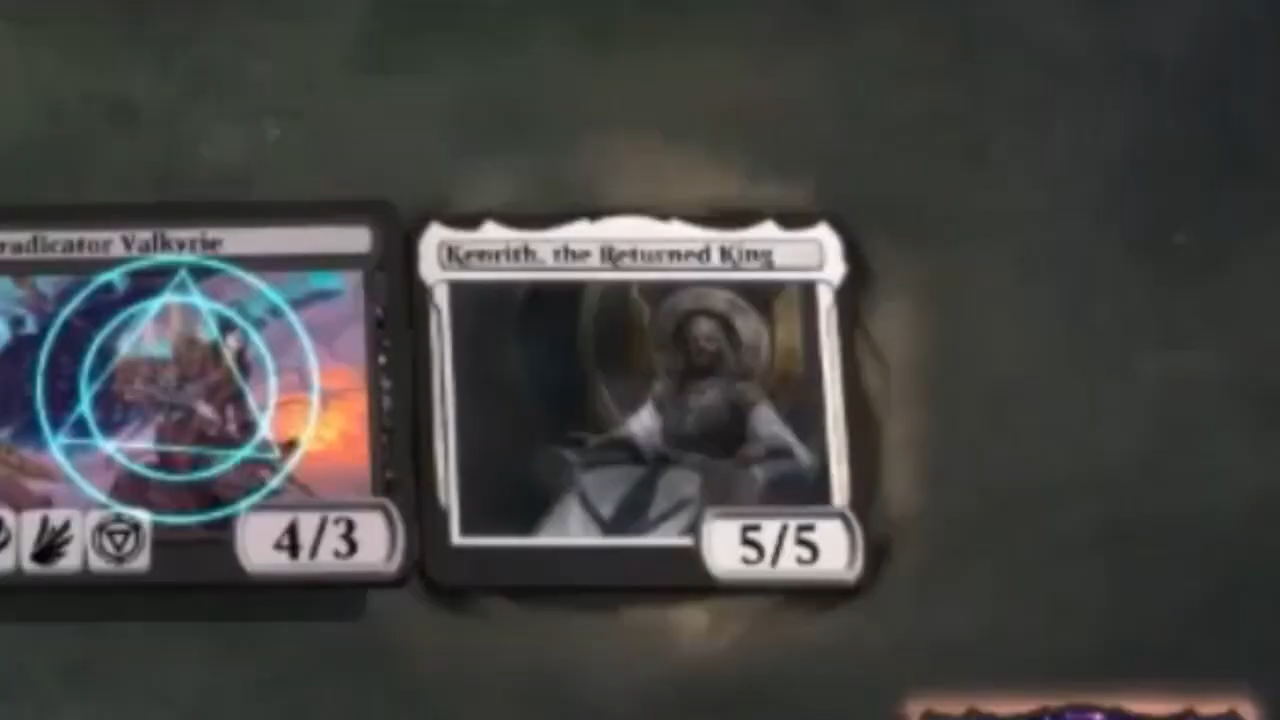 radicator Valkyrie
Kenrith, the Returned King
4/3
5/5